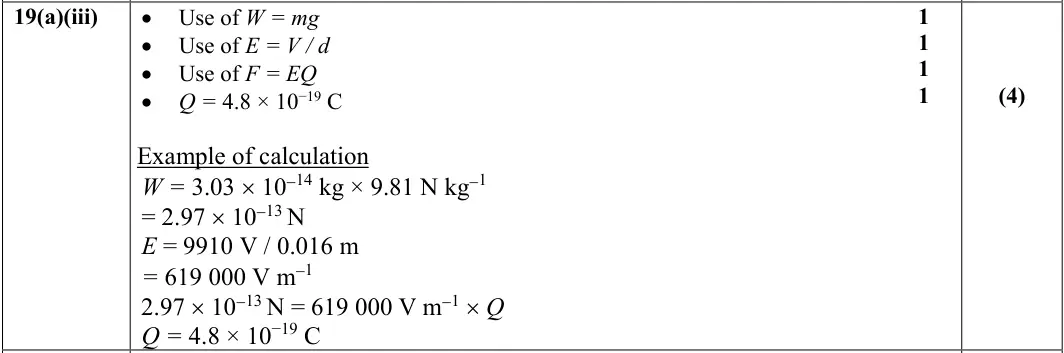 19(a)(iii)
• Use of W = mg 1
• Use of E = V / d 1
• Use of F = EQ 1
• Q = 4.8 × 10⁻¹⁹ C 1 (4)
Example of calculation
W = 3.03 × 10⁻¹⁴ kg × 9.81 N kg⁻¹
= 2.97 × 10⁻¹³ N
E = 9910 V / 0.016 m
= 619 000 V m⁻¹
2.97 × 10⁻¹³ N = 619 000 V m⁻¹ × Q
Q = 4.8 × 10⁻¹⁹ C